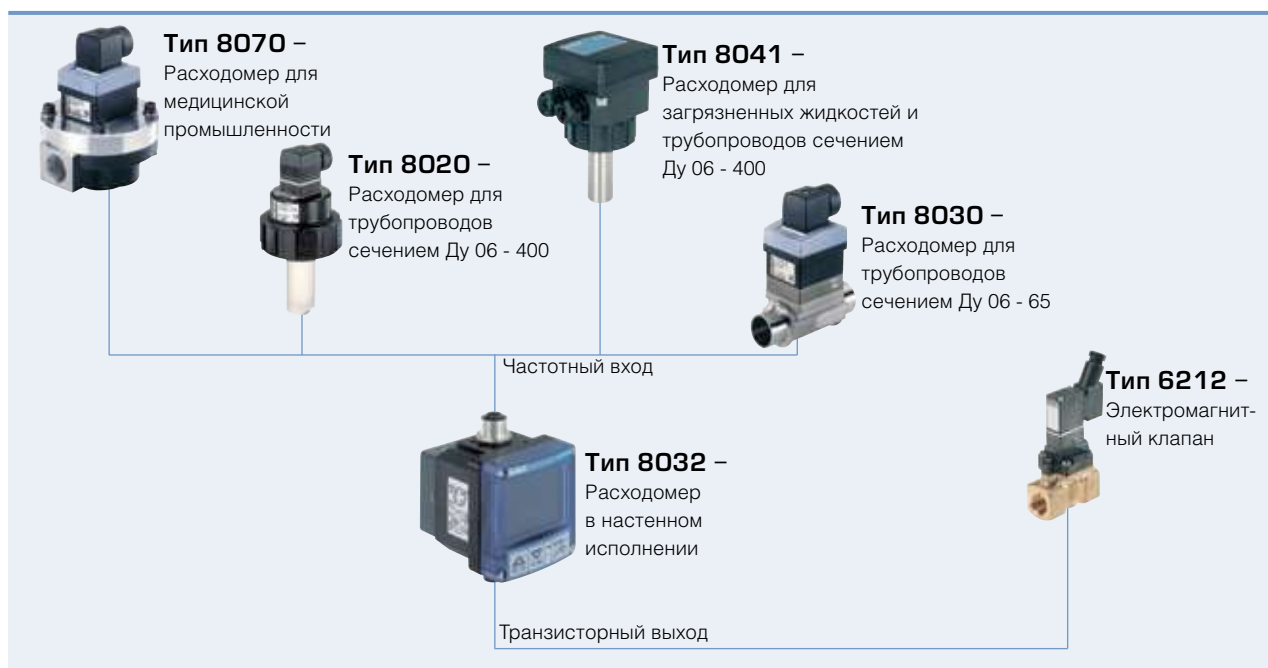 Тип 8070 –
Расходомер для
медицинской
промышленности
Тип 8020 –
Расходомер для
трубопроводов
сечением Ду 06 - 400
Тип 8041 –
Расходомер для
загрязненных жидкостей и
трубопроводов сечением
Ду 06 - 400
Тип 8030 –
Расходомер для
трубопроводов
сечением Ду 06 - 65
Частотный вход
Тип 8032 –
Расходомер
в настенном
исполнении
Тип 6212 –
Электромагнит-
ный клапан
Транзисторный выход